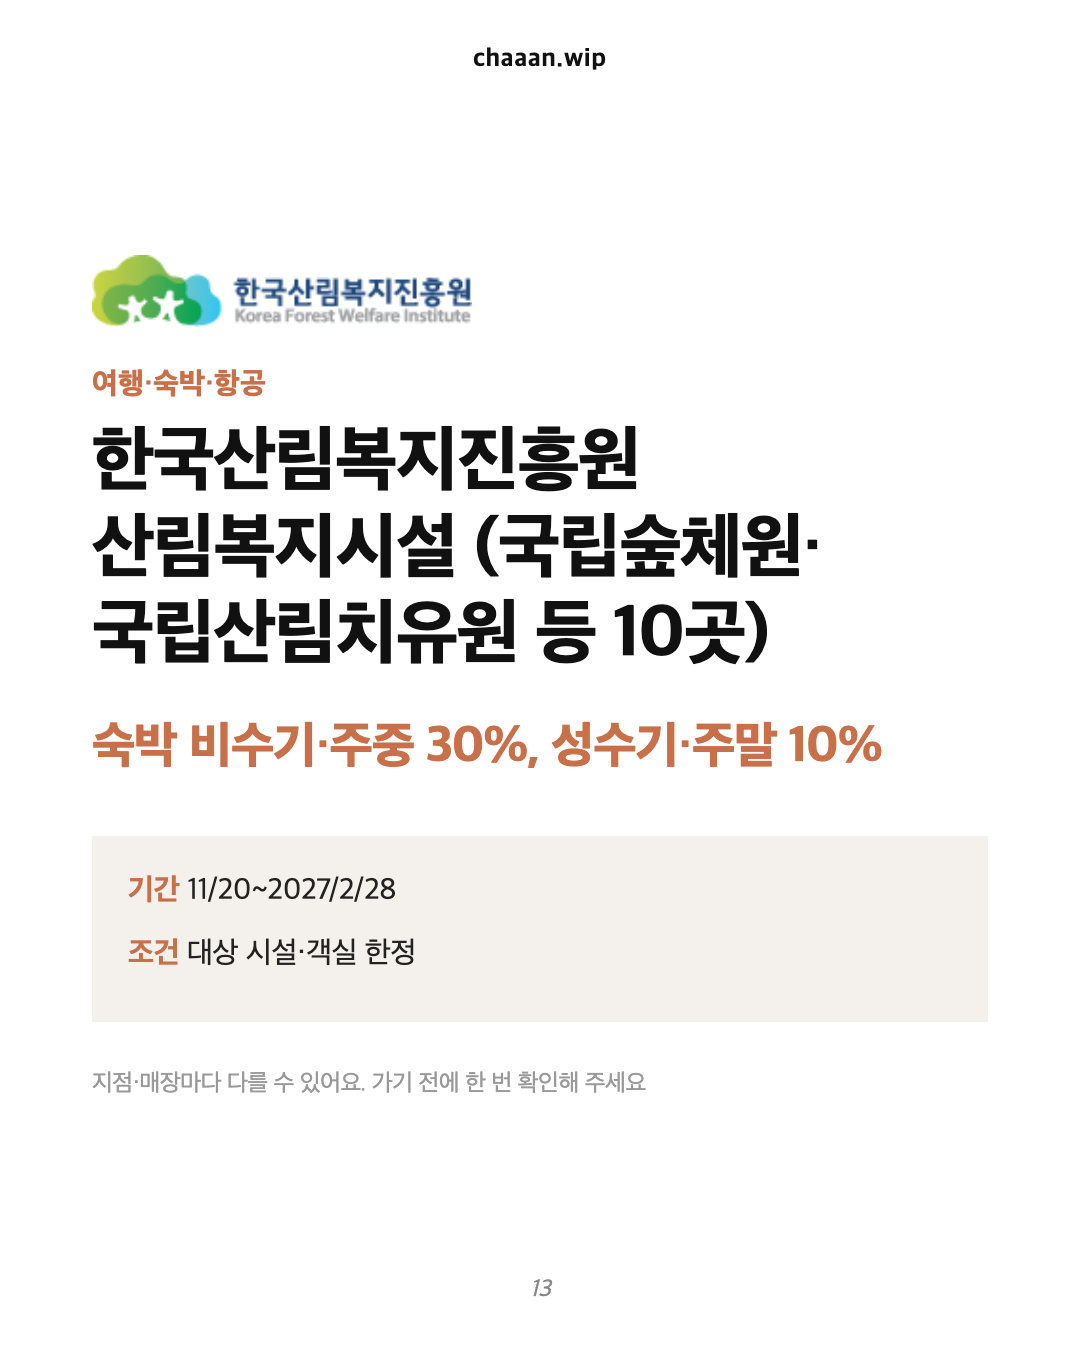 chaaan.wip
한국산림복지진흥원
Korea Forest Welfare Institute
여행·숙박·항공
한국산림복지진흥원
산림복지시설 (국립숲체원·
국립산림치유원 등 10곳)
숙박 비수기·주중 30%, 성수기·주말 10%
기간 11/20~2027/2/28
조건 대상 시설·객실 한정
지점·매장마다 다를 수 있어요. 가기 전에 한 번 확인해 주세요
13